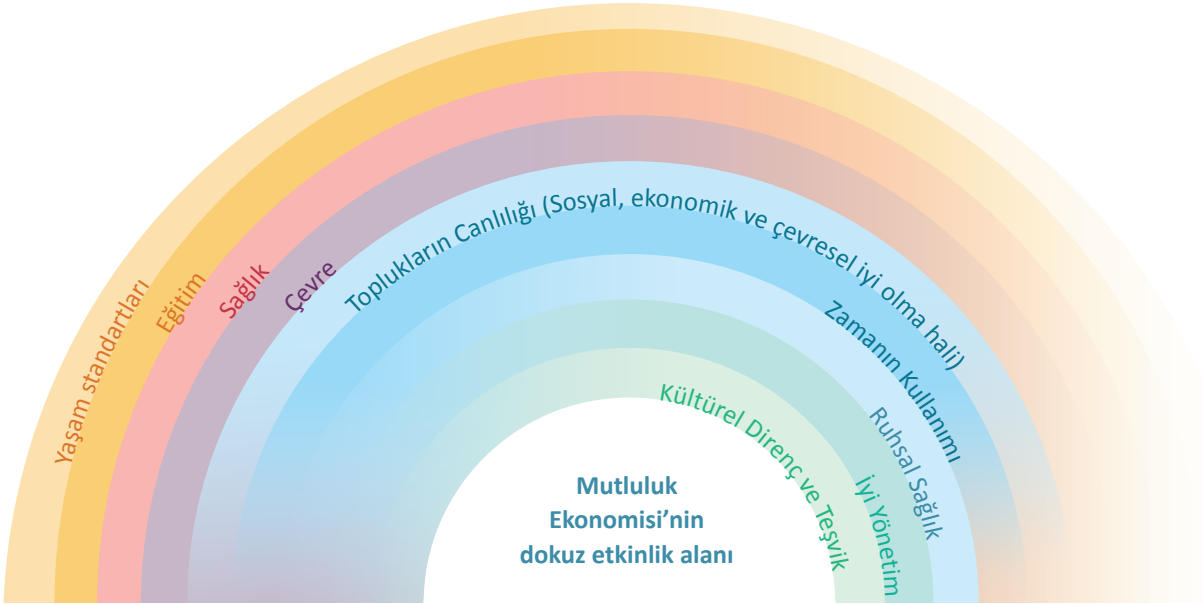 Yaşam standartları
Eğitim
Sağlık
Çevre
Toplukların Canlılığı (Sosyal, ekonomik ve çevresel iyi olma hali)
Zamanın Kullanımı
Ruhsal Sağlık
İyi Yönetim
Kültürel Direnç ve Teşvik
Mutluluk
Ekonomisi’nin
dokuz etkinlik alanı